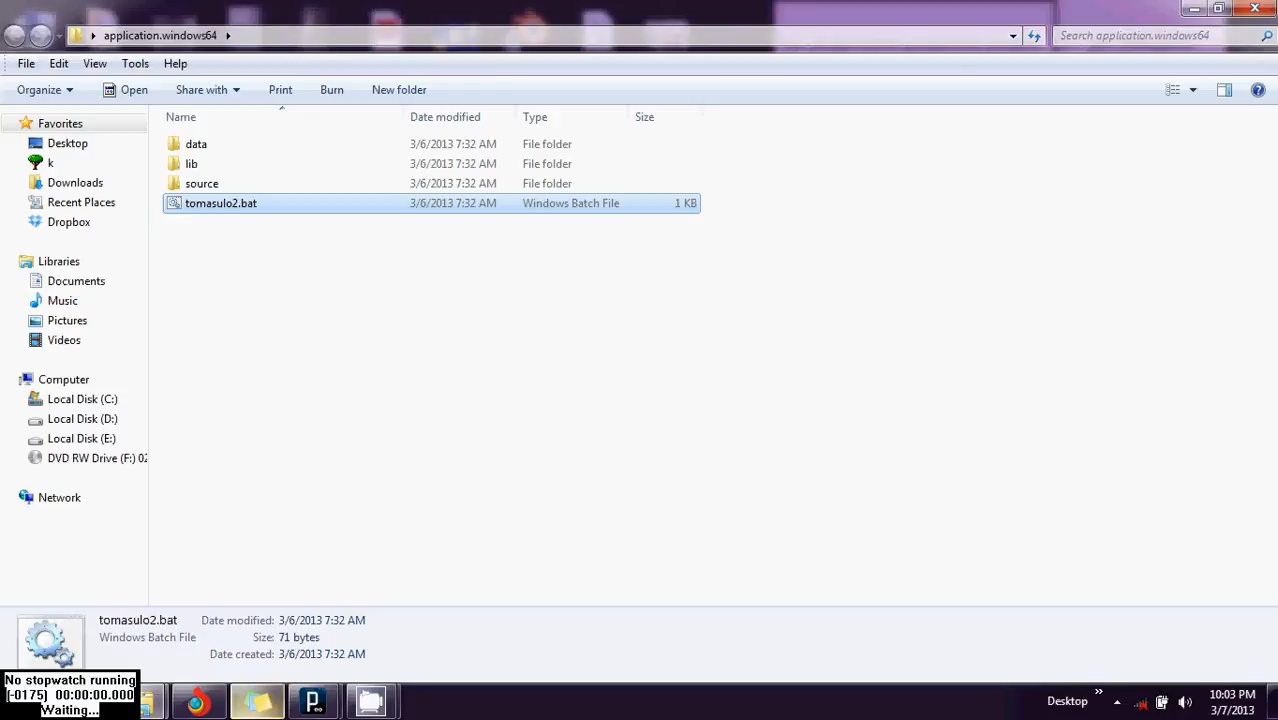 application.windows64
Search application.windows64
File Edit View Tools Help
Organize Open Share with Print Burn New folder
Name Date modified Type Size
Favorites
Desktop
k
Downloads
Recent Places
Dropbox
Libraries
Documents
Music
Pictures
Videos
Computer
Local Disk (C:)
Local Disk (D:)
Local Disk (E:)
DVD RW Drive (F:) 02
Network
data 3/6/2013 7:32 AM File folder
lib 3/6/2013 7:32 AM File folder
source 3/6/2013 7:32 AM File folder
tomasulo2.bat 3/6/2013 7:32 AM Windows Batch File 1 KB
tomasulo2.bat Date modified: 3/6/2013 7:32 AM
Windows Batch File Size: 71 bytes
Date created: 3/6/2013 7:32 AM
No stopwatch running
(-0175) 00:00:00.000
Waiting...
P
Desktop
10:03 PM
3/7/2013